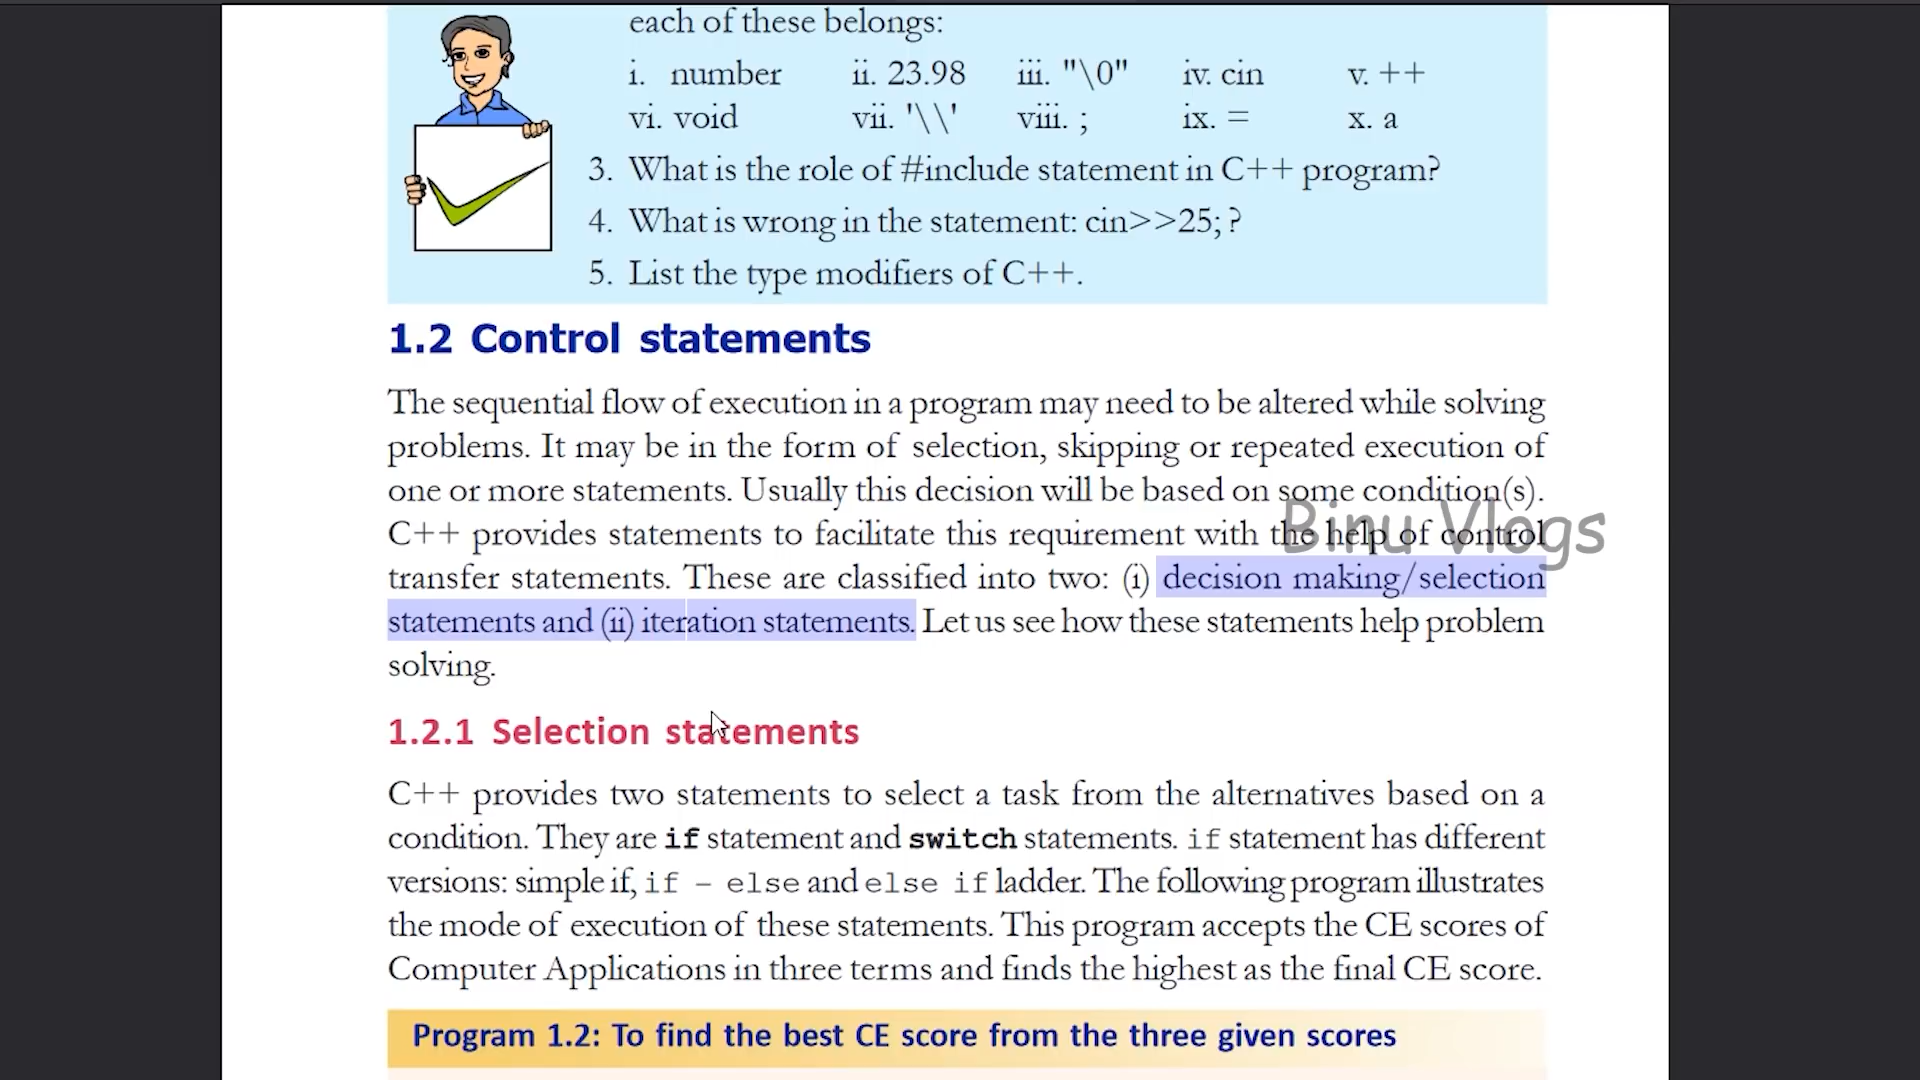 each of these belongs:
i. number ii. 23.98 iii. "\0" iv. cin v. ++
vi. void vii. '\\' viii. ; ix. = x. a
3. What is the role of #include statement in C++ program?
4. What is wrong in the statement: cin>>25; ?
5. List the type modifiers of C++.
1.2 Control statements
The sequential flow of execution in a program may need to be altered while solving
problems. It may be in the form of selection, skipping or repeated execution of
one or more statements. Usually this decision will be based on some condition(s).
C++ provides statements to facilitate this requirement with the help of control
Binu Vlogs
transfer statements. These are classified into two: (i) decision making/selection
statements and (ii) iteration statements. Let us see how these statements help problem
solving.
1.2.1 Selection statements
C++ provides two statements to select a task from the alternatives based on a
condition. They are if statement and switch statements. if statement has different
versions: simple if, if - else and else if ladder. The following program illustrates
the mode of execution of these statements. This program accepts the CE scores of
Computer Applications in three terms and finds the highest as the final CE score.
Program 1.2: To find the best CE score from the three given scores